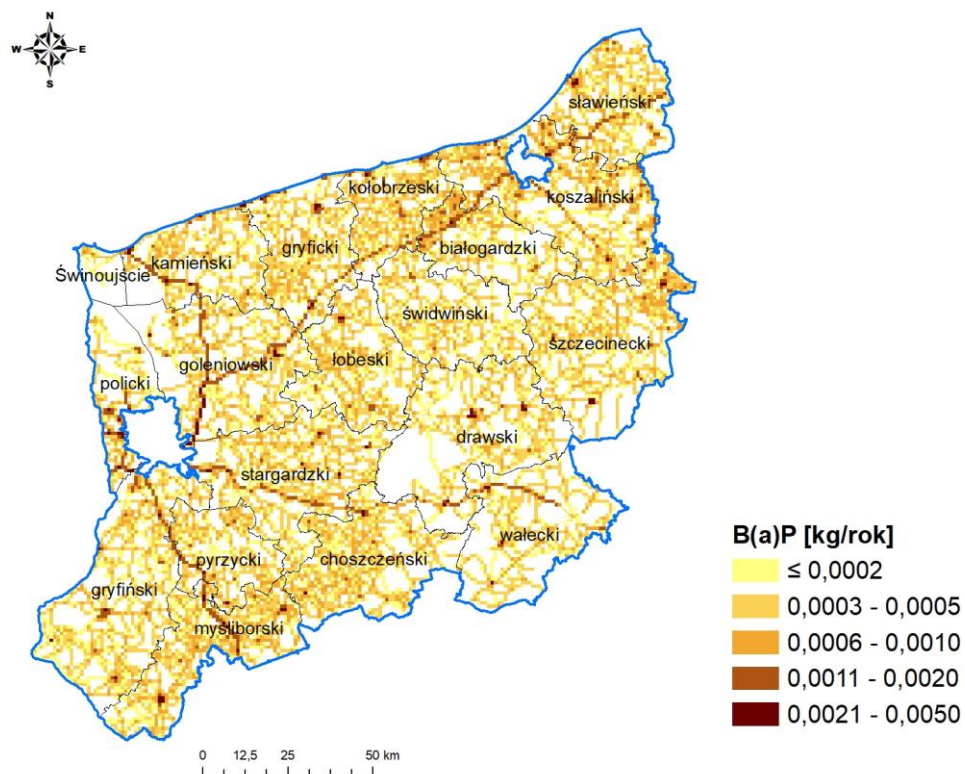 N
W E
S
sławieński
kołobrzeski
koszaliński
gryficki
białogardzki
kamieński
Świnoujście
świdwiński
szczecinecki
goleniowski
łobeski
policki
drawski
stargardzki
wałecki
pyrzycki
choszczeński
gryfiński
myśliborski
B(a)P [kg/rok]
≤ 0,0002
0,0003 - 0,0005
0,0006 - 0,0010
0,0011 - 0,0020
0,0021 - 0,0050
0 12,5 25 50 km